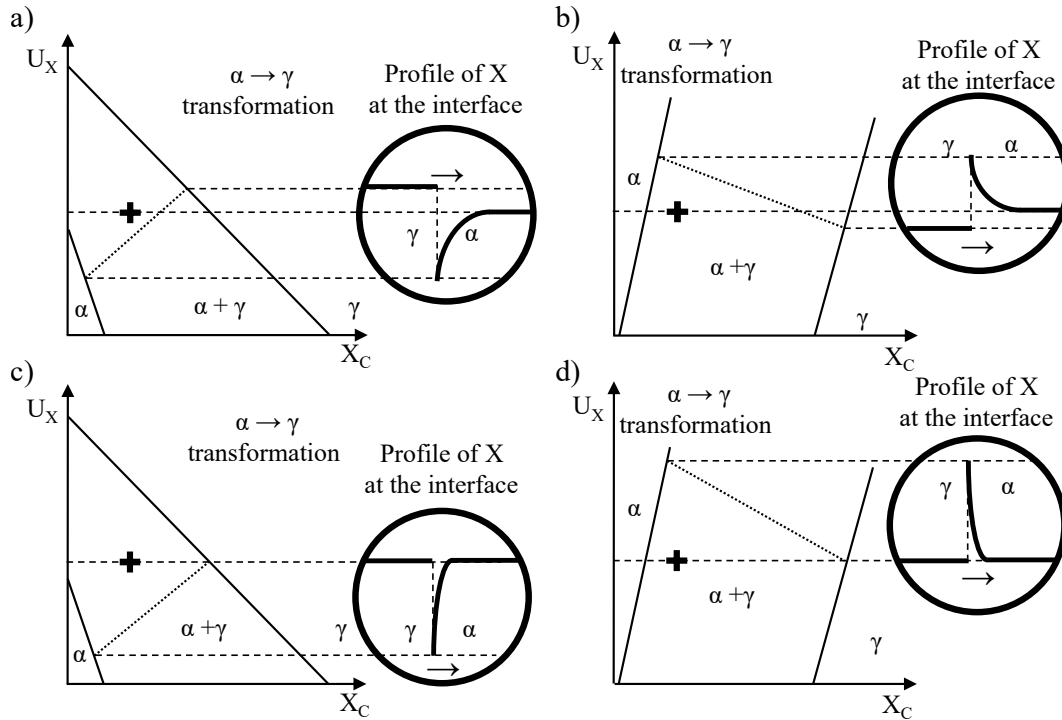 a)
U_X
α → γ
transformation
Profile of X
at the interface
γ
α
α
α + γ
γ
X_C
b)
U_X
α → γ
transformation
Profile of X
at the interface
γ
α
α
α +γ
γ
X_C
c)
U_X
α → γ
transformation
Profile of X
at the interface
γ
α
α
α +γ
γ
X_C
d)
U_X
α → γ
transformation
Profile of X
at the interface
γ
α
α
α +γ
γ
X_C